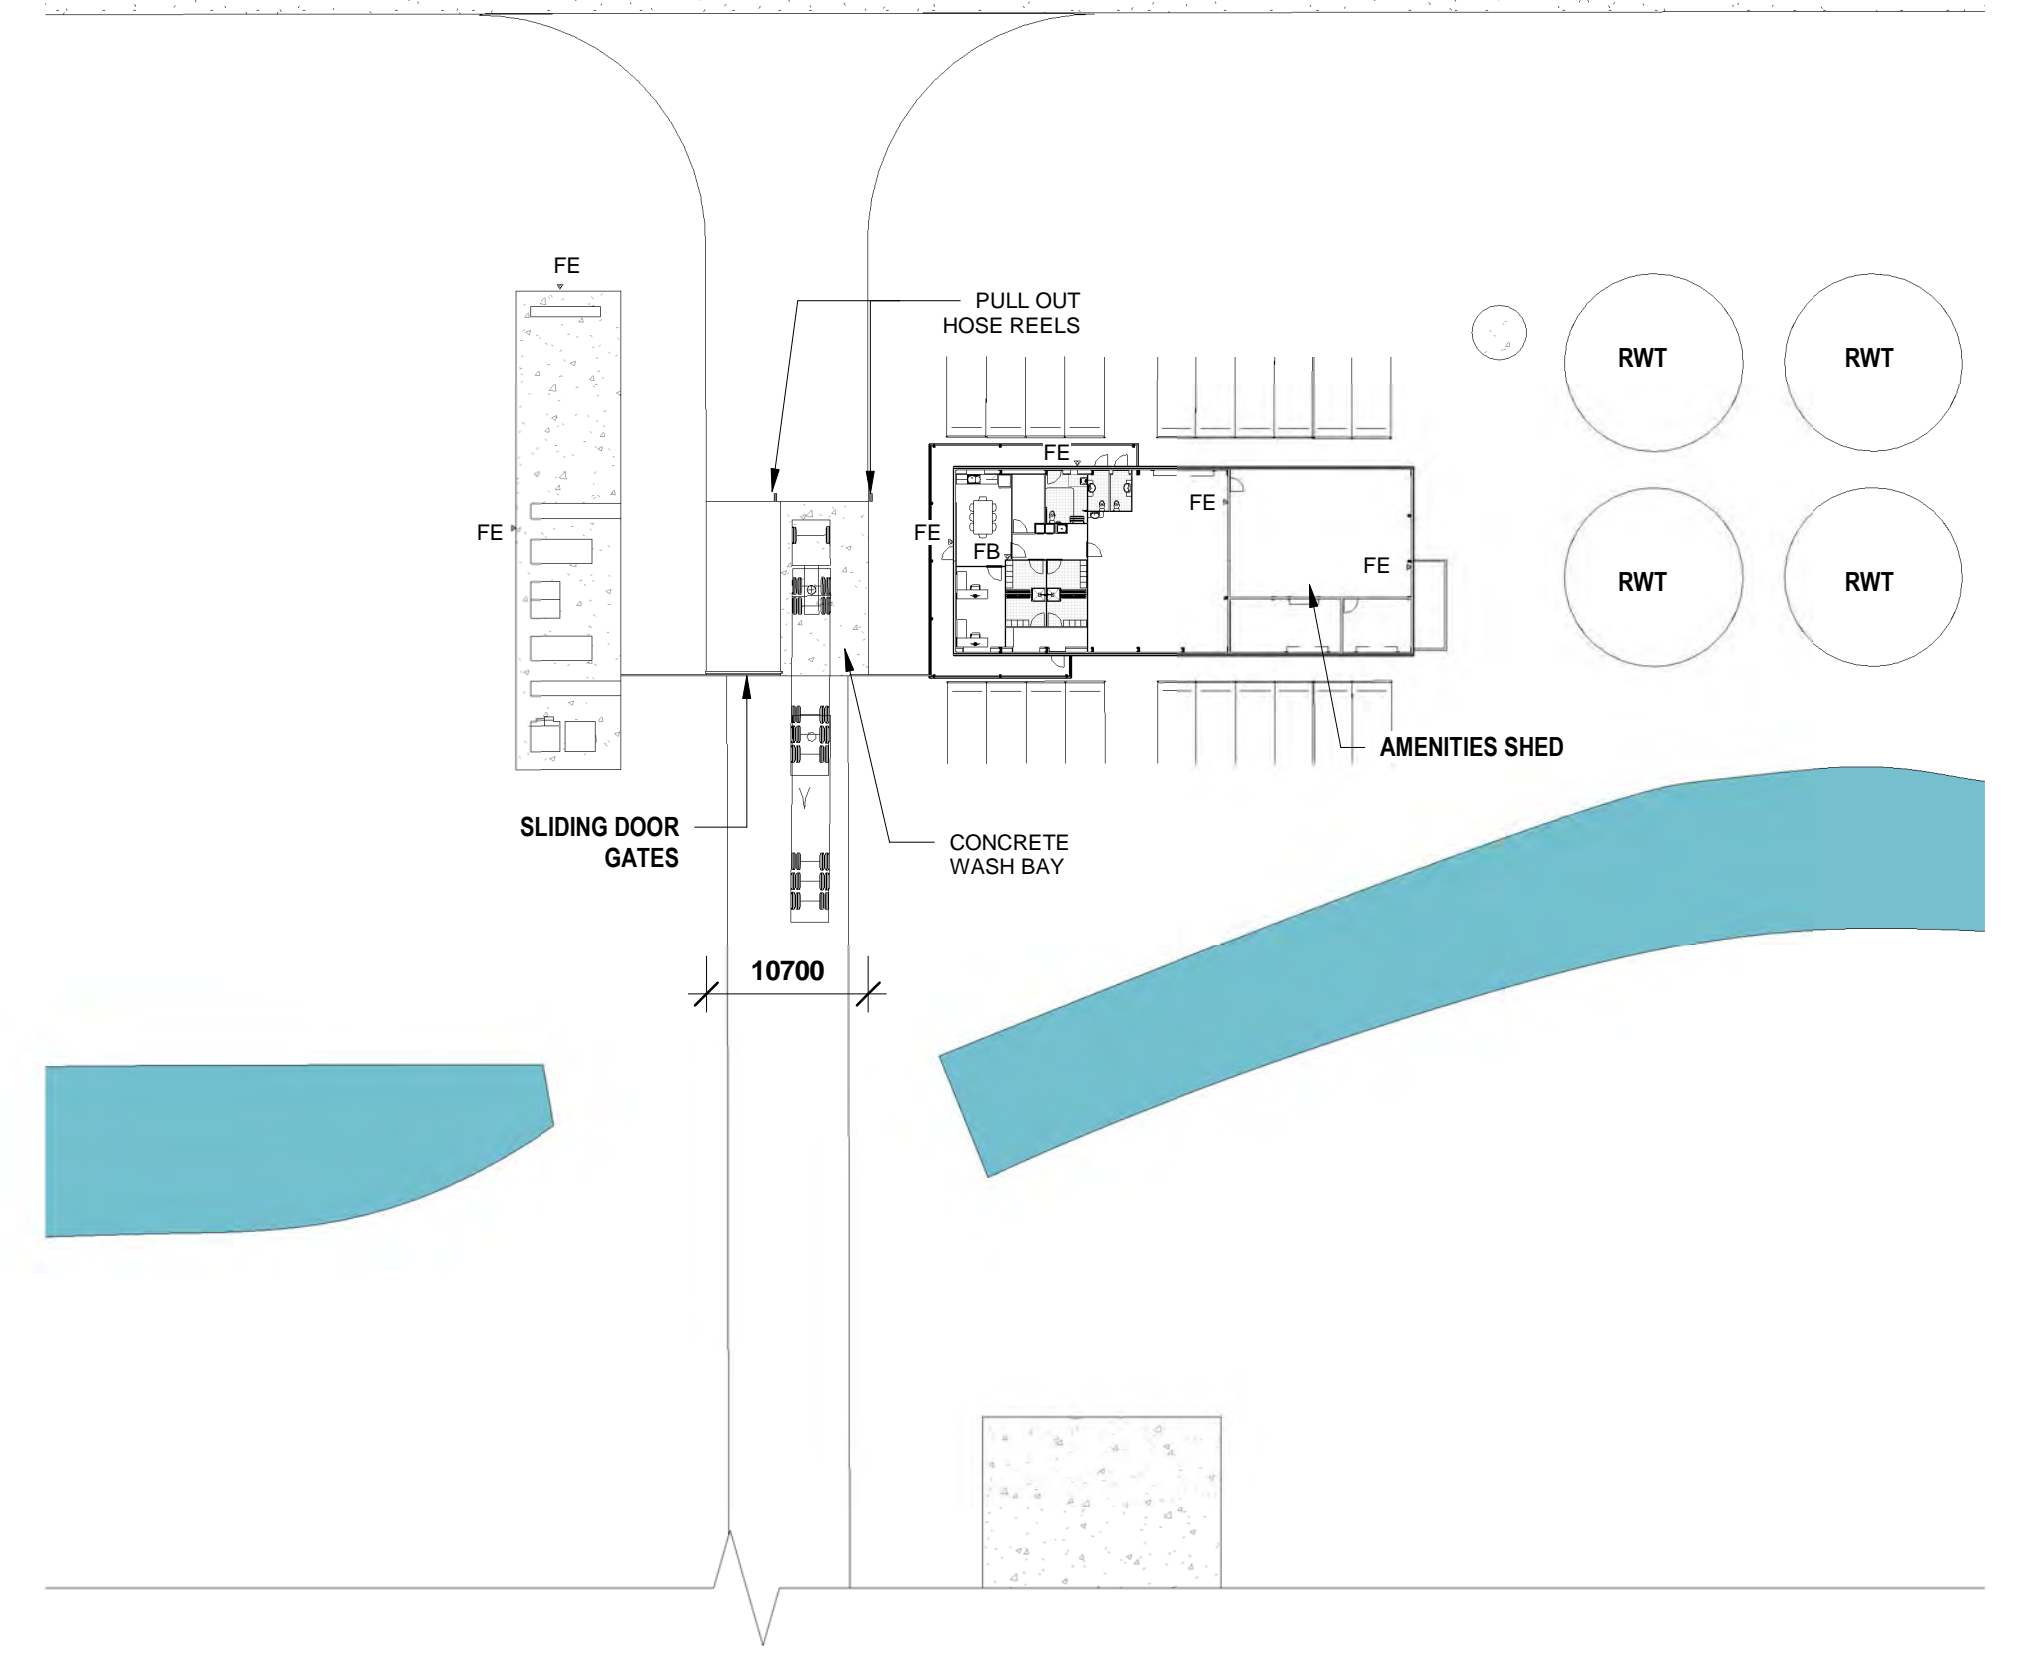 FE
PULL OUT
HOSE REELS
RWT
RWT
FE
FE
FE
FE
FB
FE
RWT
RWT
AMENITIES SHED
SLIDING DOOR
GATES
CONCRETE
WASH BAY
10700